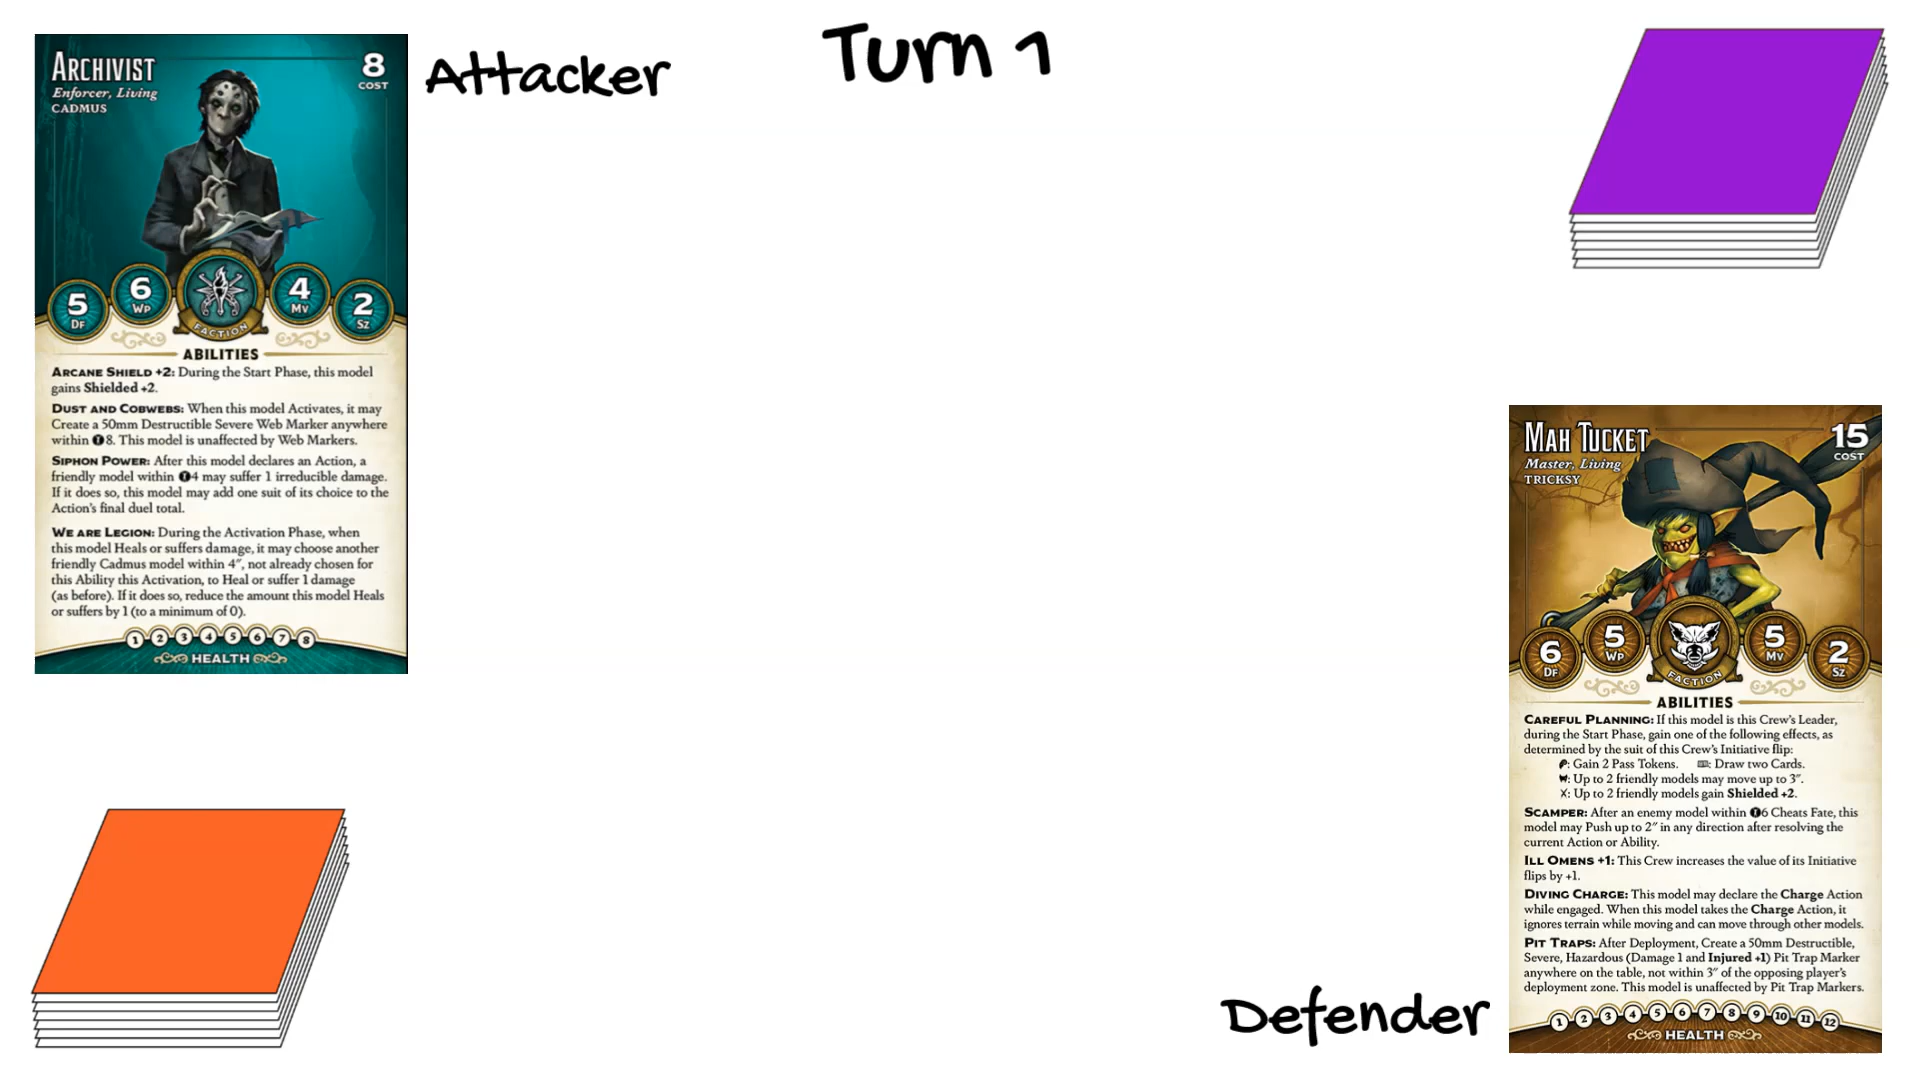 Turn 1
Attacker
ARCHIVIST
Enforcer, Living
CADMUS
8
COST
5
DF
6
WP
FACTION
4
MV
2
SZ
ABILITIES
ARCANE SHIELD +2: During the Start Phase, this model
gains Shielded +2.
DUST AND COBWEBS: When this model Activates, it may
Create a 50mm Destructible Severe Web Marker anywhere
within 8. This model is unaffected by Web Markers.
SIPHON POWER: After this model declares an Action, a
friendly model within 4 may suffer 1 irreducible damage.
If it does so, this model may add one suit of its choice to the
Action's final duel total.
WE ARE LEGION: During the Activation Phase, when
this model Heals or suffers damage, it may choose another
friendly Cadmus model within 4", not already chosen for
this Ability this Activation, to Heal or suffer 1 damage
(as before). If it does so, reduce the amount this model Heals
or suffers by 1 (to a minimum of 0).
1 2 3 4 5 6 7 8
HEALTH
MAH TUCKET
Master, Living
TRICKSY
15
COST
6
DF
5
WP
FACTION
5
MV
2
SZ
ABILITIES
CAREFUL PLANNING: If this model is this Crew's Leader,
during the Start Phase, gain one of the following effects, as
determined by the suit of this Crew's Initiative flip:
: Gain 2 Pass Tokens. : Draw two Cards.
: Up to 2 friendly models may move up to 3".
: Up to 2 friendly models gain Shielded +2.
SCAMPER: After an enemy model within 6 Cheats Fate, this
model may Push up to 2" in any direction after resolving the
current Action or Ability.
ILL OMENS +1: This Crew increases the value of its Initiative
flips by +1.
DIVING CHARGE: This model may declare the Charge Action
while engaged. When this model takes the Charge Action, it
ignores terrain while moving and can move through other models.
PIT TRAPS: After Deployment, Create a 50mm Destructible,
Severe, Hazardous (Damage 1 and Injured +1) Pit Trap Marker
anywhere on the table, not within 3" of the opposing player's
deployment zone. This model is unaffected by Pit Trap Markers.
1 2 3 4 5 6 7 8 9 10 11 12
HEALTH
Defender